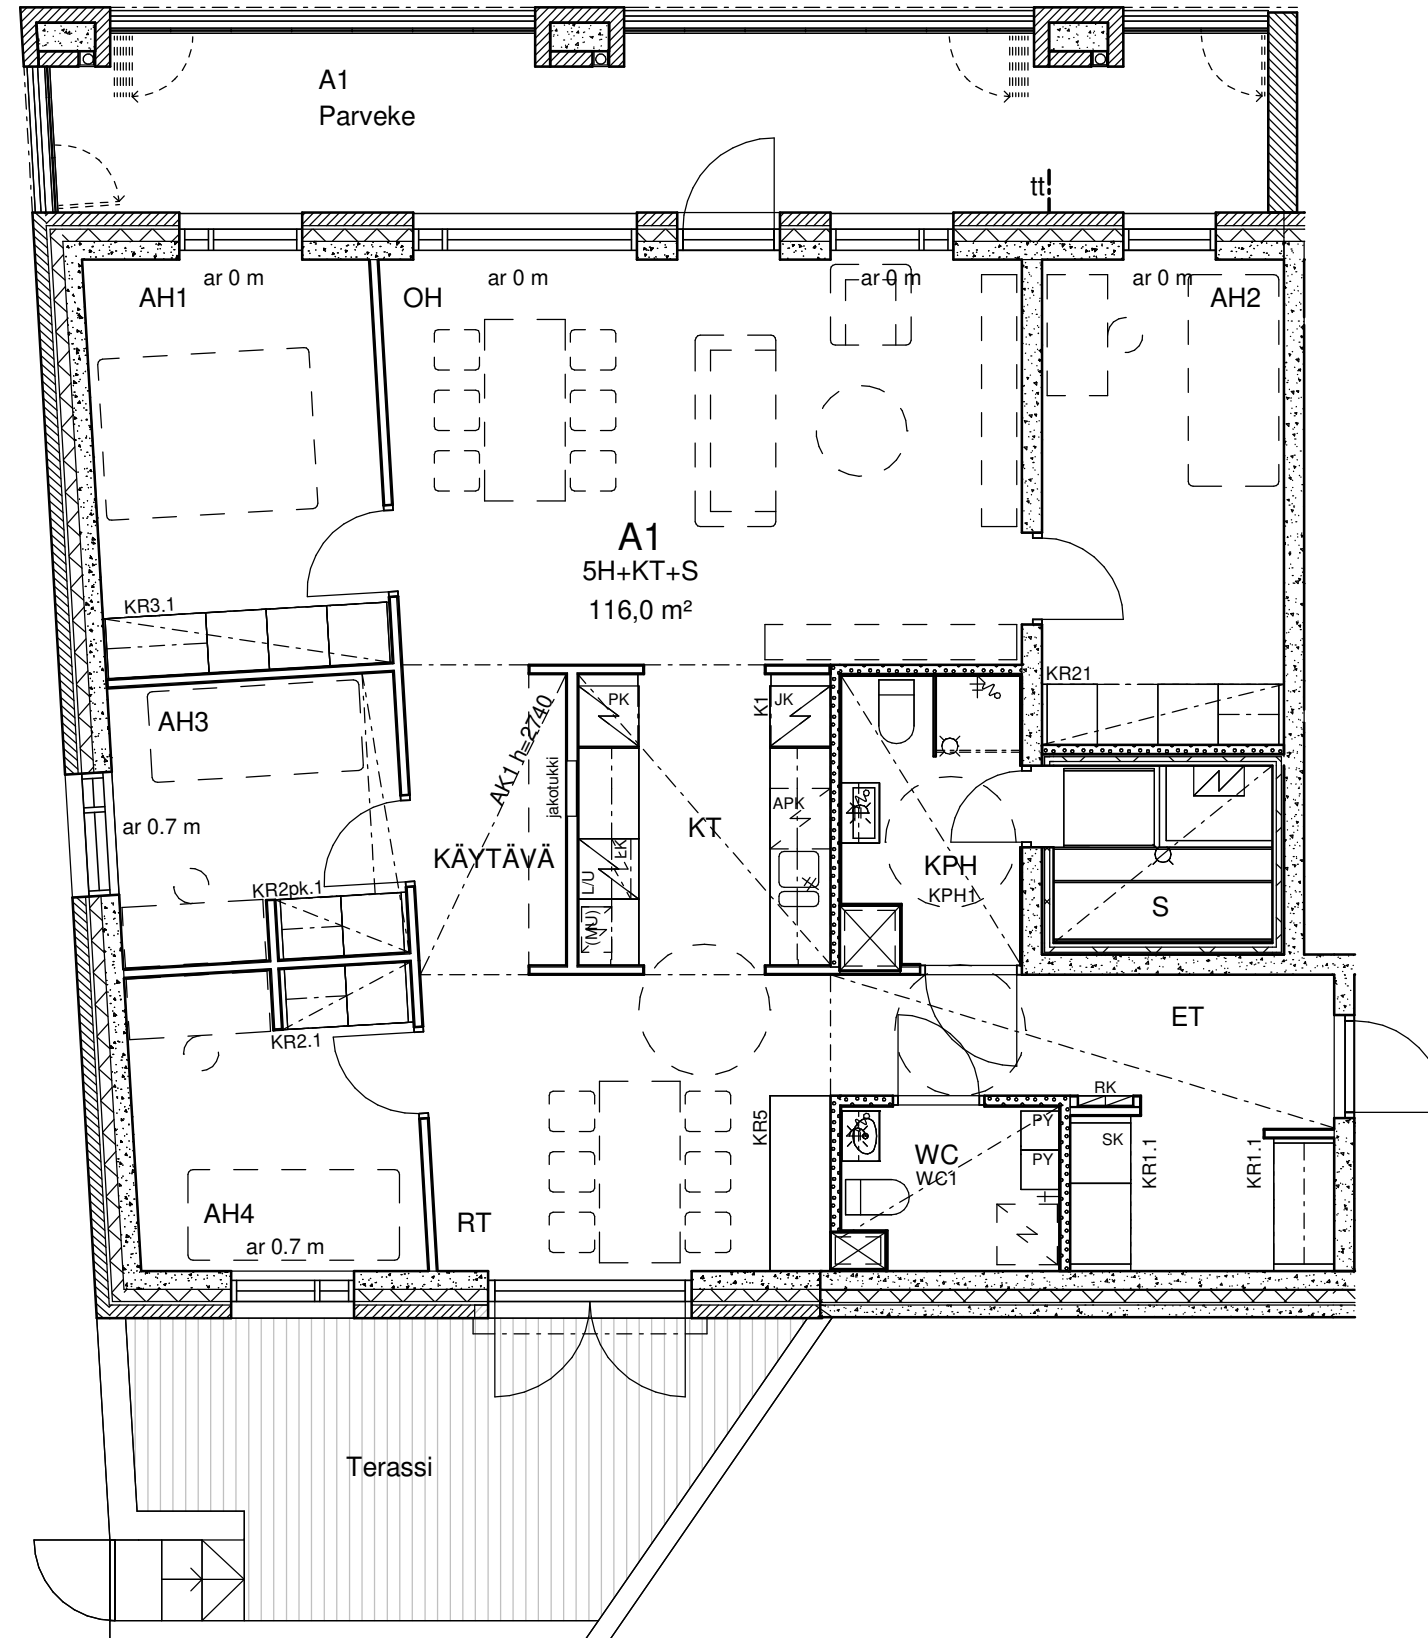 A1
Parveke
tt
ar 0 m
ar 0 m
ar 0 m
ar 0 m
AH1
OH
AH2
A1
5H+KT+S
116,0 m²
KR3.1
KR21
AH3
PK
K1
JK
AK1 h=2740
jakotukki
APK
ar 0.7 m
KT
KÄYTÄVÄ
LK
L/U
(MU)
KPH
KPH1
KR2pk.1
S
KR2.1
ET
RK
KR5
PY
SK
WC
PY
WC1
KR1.1
KR1.1
AH4
RT
ar 0.7 m
Terassi